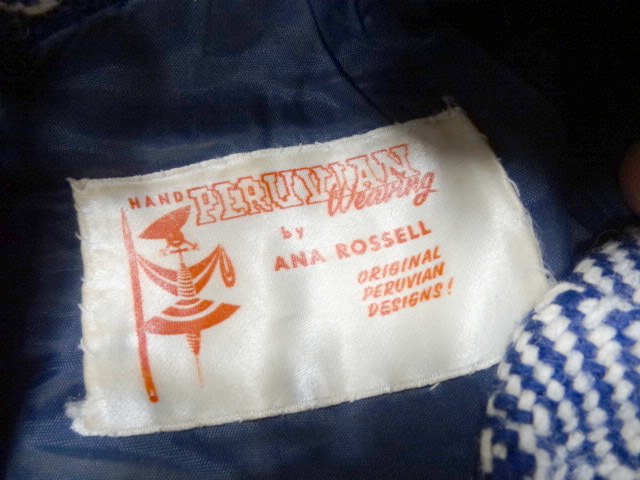 HAND PERUVIAN
Weaving
by
ANA ROSSELL
ORIGINAL
PERUVIAN
DESIGNS!